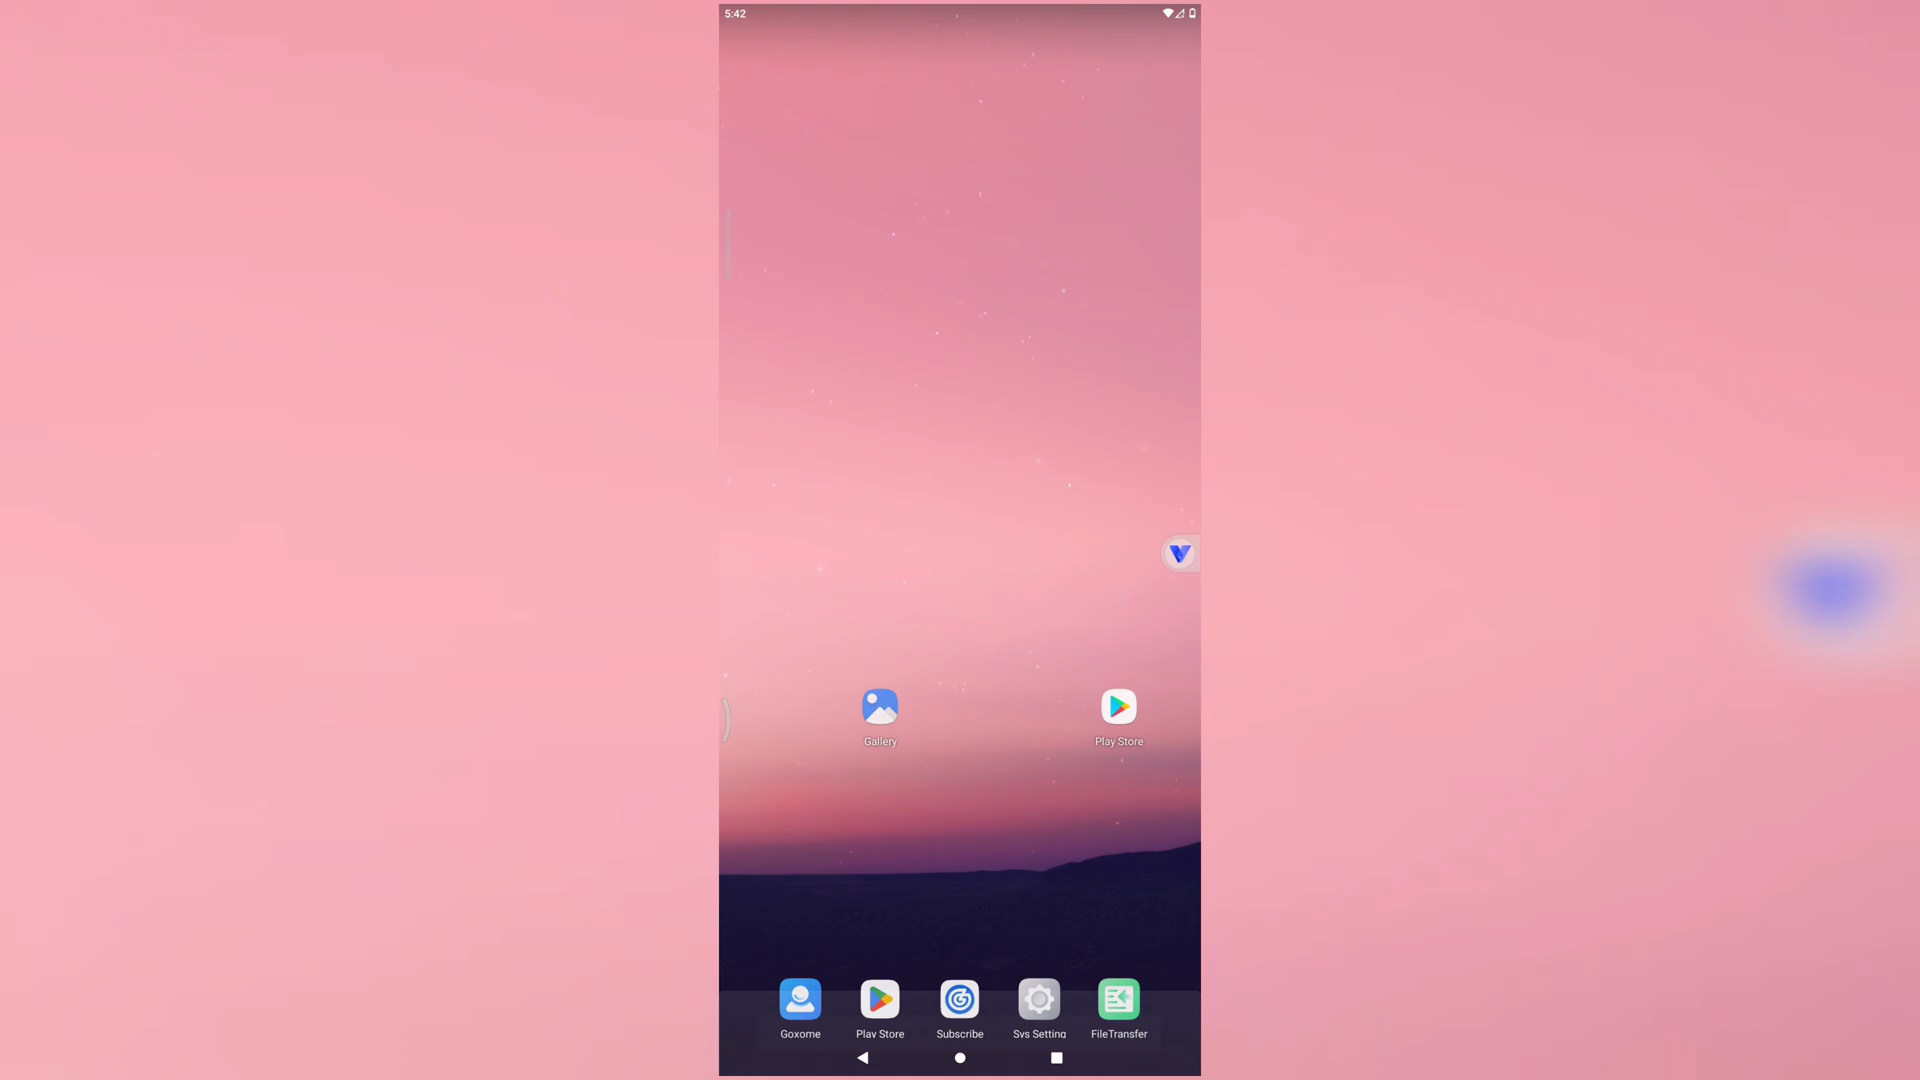 5:42
Gallery
Play Store
Goxome
Play Store
Subscribe
Sys Setting
FileTransfer